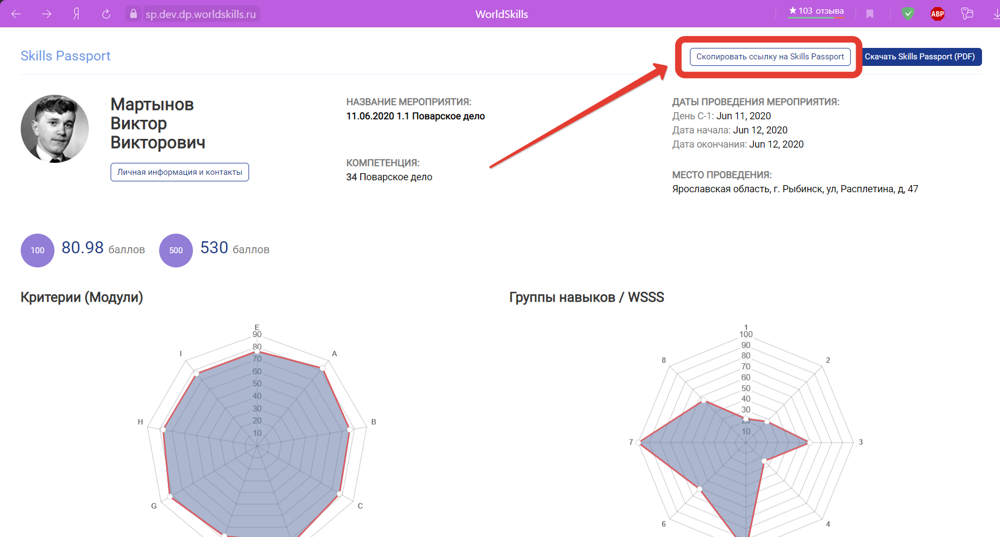 Я
sp.dev.dp.worldskills.ru
WorldSkills
★103 отзыва
ABP
Skills Passport
Скопировать ссылку на Skills Passport
Скачать Skills Passport (PDF)
Мартынов
Виктор
Викторович
Личная информация и контакты
НАЗВАНИЕ МЕРОПРИЯТИЯ:
11.06.2020 1.1 Поварское дело
КОМПЕТЕНЦИЯ:
34 Поварское дело
ДАТЫ ПРОВЕДЕНИЯ МЕРОПРИЯТИЯ:
День С-1: Jun 11, 2020
Дата начала: Jun 12, 2020
Дата окончания: Jun 12, 2020
МЕСТО ПРОВЕДЕНИЯ:
Ярославская область, г. Рыбинск, ул, Расплетина, д, 47
100 80.98 баллов
500 530 баллов
Критерии (Модули)
E
90
80
70
60
50
40
30
20
10
I
A
H
B
G
C
Группы навыков / WSSS
1
100
90
80
70
60
50
40
30
20
10
8
2
7
3
6
4